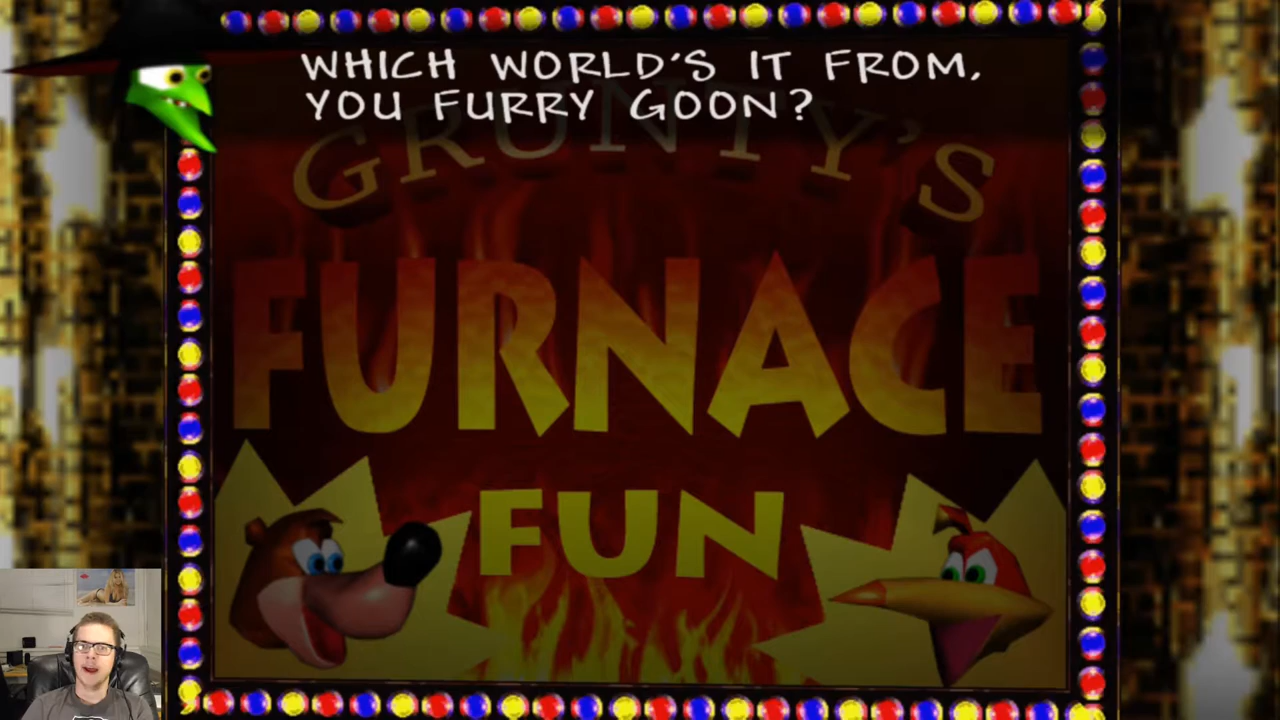 WHICH WORLD'S IT FROM,
YOU FURRY GOON?
GRUNTY'S
FURNACE
FUN